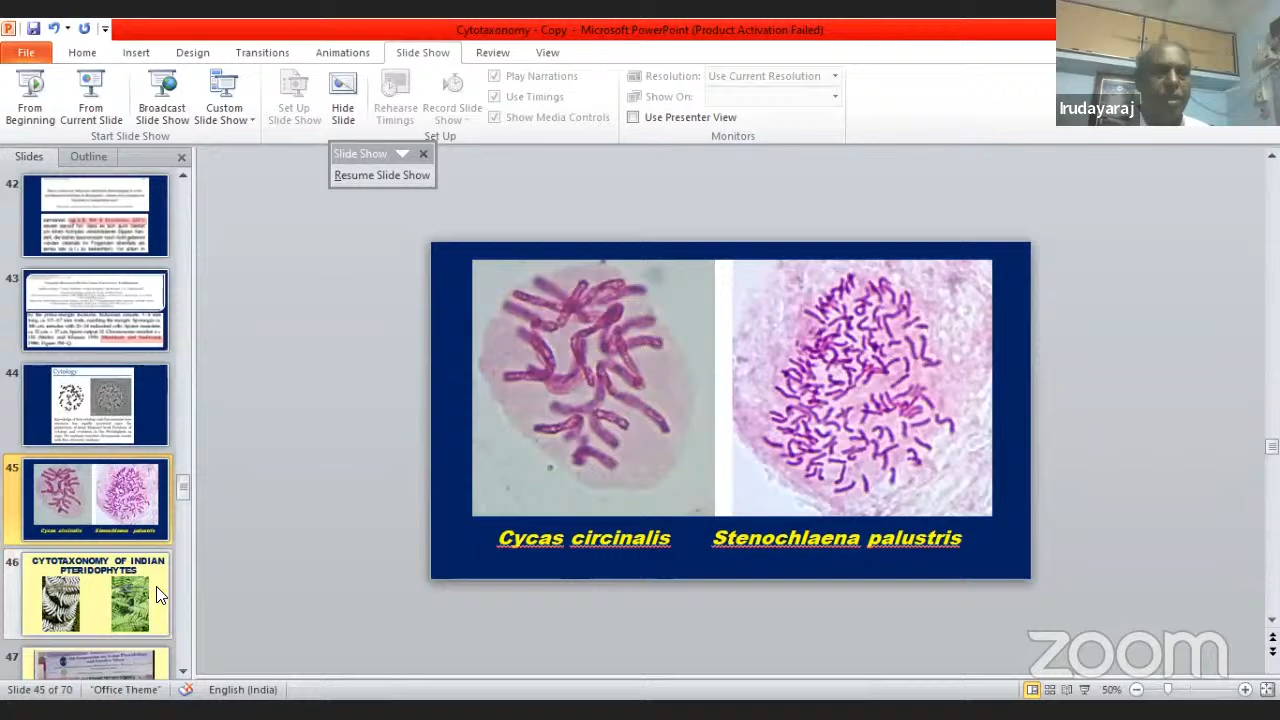 Cytotaxonomy - Copy - Microsoft PowerPoint (Product Activation Failed)
File Home Insert Design Transitions Animations Slide Show Review View
From Beginning
From Current Slide
Broadcast Slide Show
Custom Slide Show
Set Up Slide Show
Hide Slide
Rehearse Timings
Record Slide Show
Play Narrations
Use Timings
Show Media Controls
Resolution: Use Current Resolution
Show On:
Use Presenter View
Start Slide Show
Set Up
Monitors
Irudayaraj
Slides Outline
Slide Show
Resume Slide Show
42
43
44
Cytology
45
Cycas circinalis Stenochlaena palustris
46
CYTOTAXONOMY OF INDIAN
PTERIDOPHYTES
47
Cycas circinalis Stenochlaena palustris
zoom
Slide 45 of 70 "Office Theme" English (India) 50%